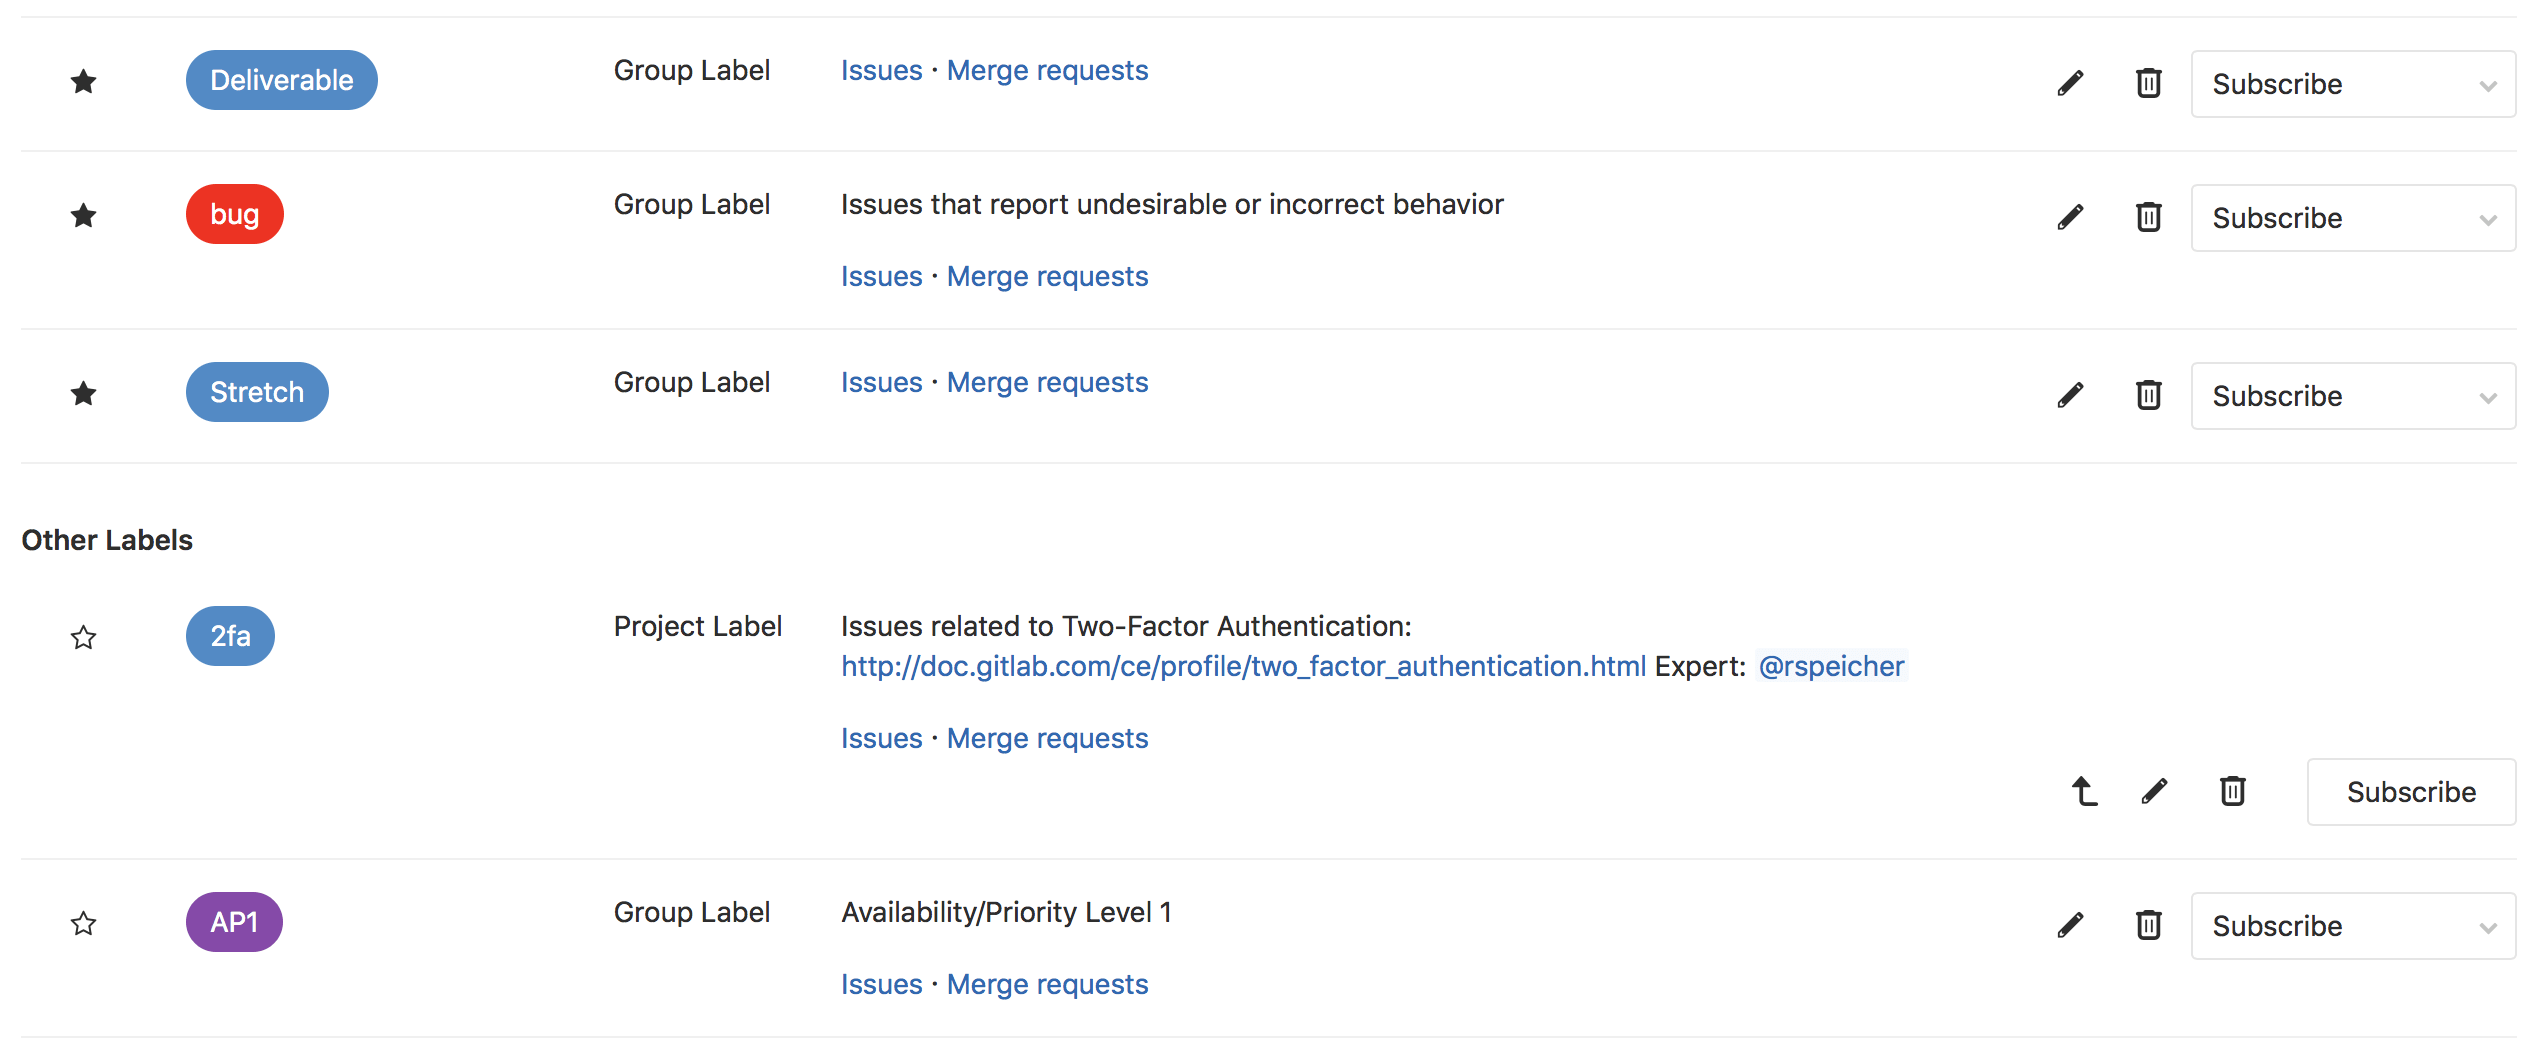 Deliverable Group Label Issues · Merge requests Subscribe
bug Group Label Issues that report undesirable or incorrect behavior Subscribe
Issues · Merge requests
Stretch Group Label Issues · Merge requests Subscribe
Other Labels
2fa Project Label Issues related to Two-Factor Authentication:
http://doc.gitlab.com/ce/profile/two_factor_authentication.html Expert: @rspeicher
Issues · Merge requests
Subscribe
AP1 Group Label Availability/Priority Level 1 Subscribe
Issues · Merge requests